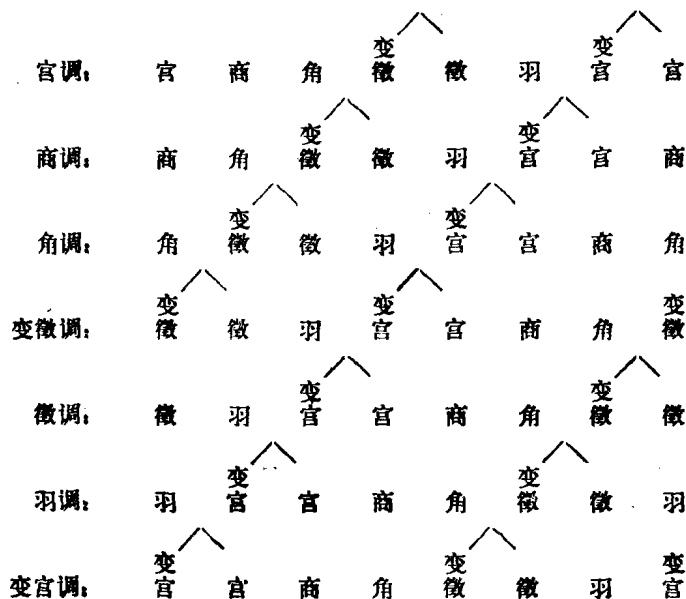 宫调: 宫 商 角 变徵 徵 羽 变宫 宫
商调: 商 角 变徵 徵 羽 变宫 宫 商
角调: 角 变徵 徵 羽 变宫 宫 商 角
变徵调: 变徵 徵 羽 变宫 宫 商 角 变徵
徵调: 徵 羽 变宫 宫 商 角 变徵 徵
羽调: 羽 变宫 宫 商 角 变徵 徵 羽
变宫调: 变宫 宫 商 角 变徵 徵 羽 变宫